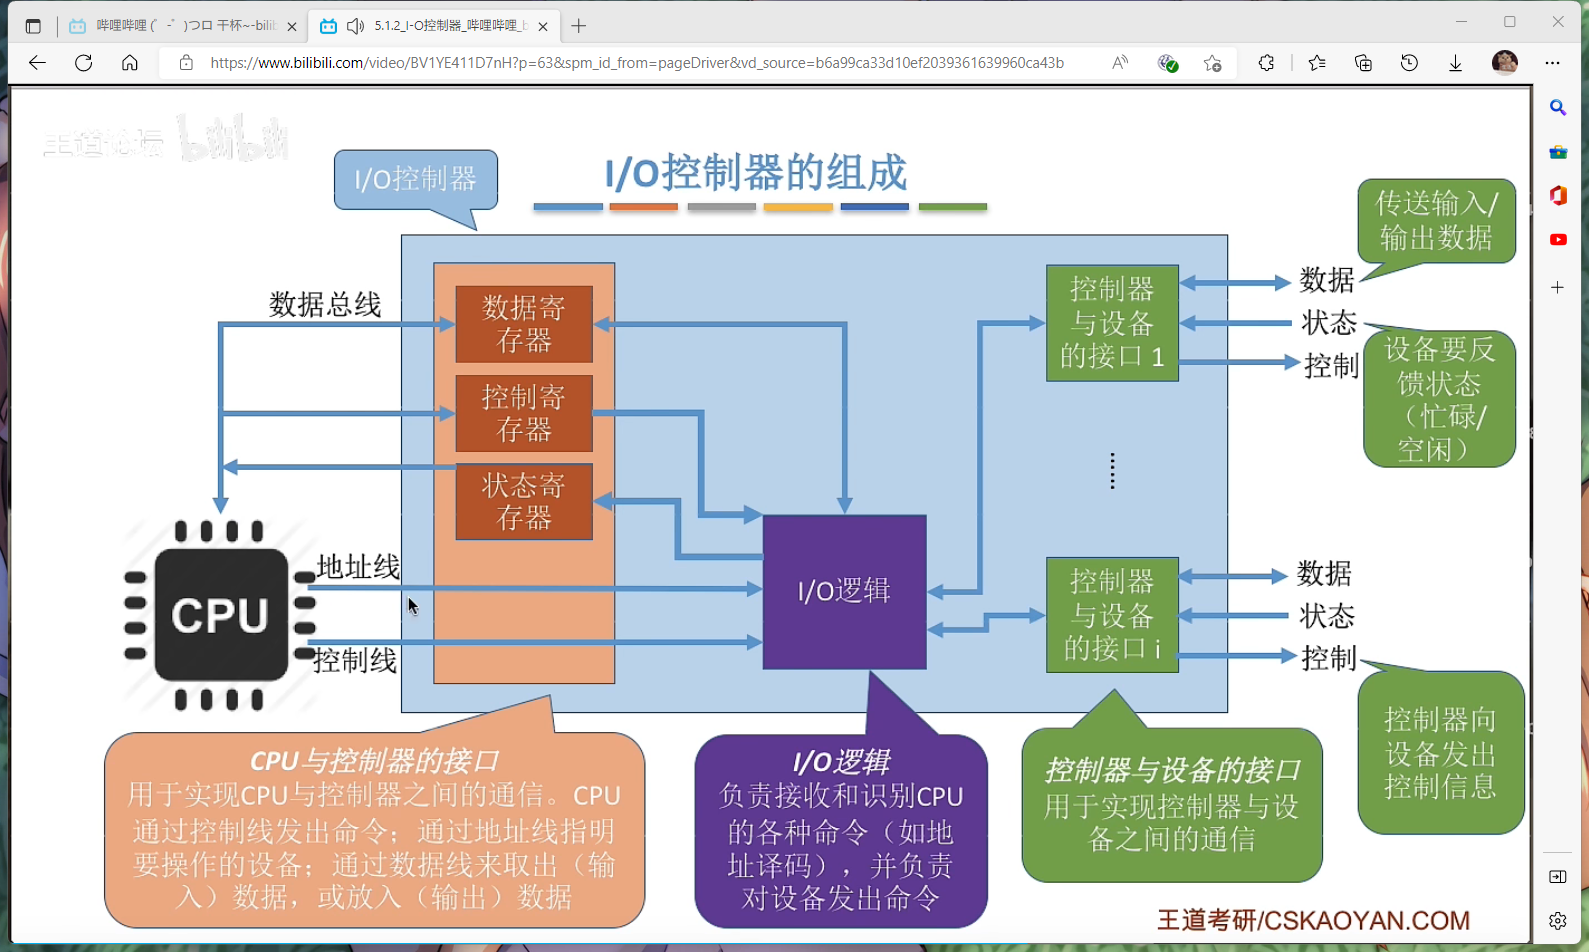 哔哩哔哩 (゜-゜)つロ 干杯~-bili
5.1.2_I-O控制器_哔哩哔哩_b
https://www.bilibili.com/video/BV1YE411D7nH?p=63&spm_id_from=pageDriver&vd_source=b6a99ca33d10ef2039361639960ca43b
王道论坛 bilibili
I/O控制器的组成
I/O控制器
传送输入/
输出数据
数据总线
数据寄
存器
控制寄
存器
状态寄
存器
控制器
与设备
的接口 1
数据
状态
控制
设备要反
馈状态
（忙碌/
空闲）
CPU
地址线
控制线
I/O逻辑
控制器
与设备
的接口 i
数据
状态
控制
控制器向
设备发出
控制信息
CPU与控制器的接口
用于实现CPU与控制器之间的通信。CPU
通过控制线发出命令；通过地址线指明
要操作的设备；通过数据线来取出（输
入）数据，或放入（输出）数据
I/O逻辑
负责接收和识别CPU
的各种命令（如地
址译码），并负责
对设备发出命令
控制器与设备的接口
用于实现控制器与设
备之间的通信
王道考研/CSKAOYAN.COM